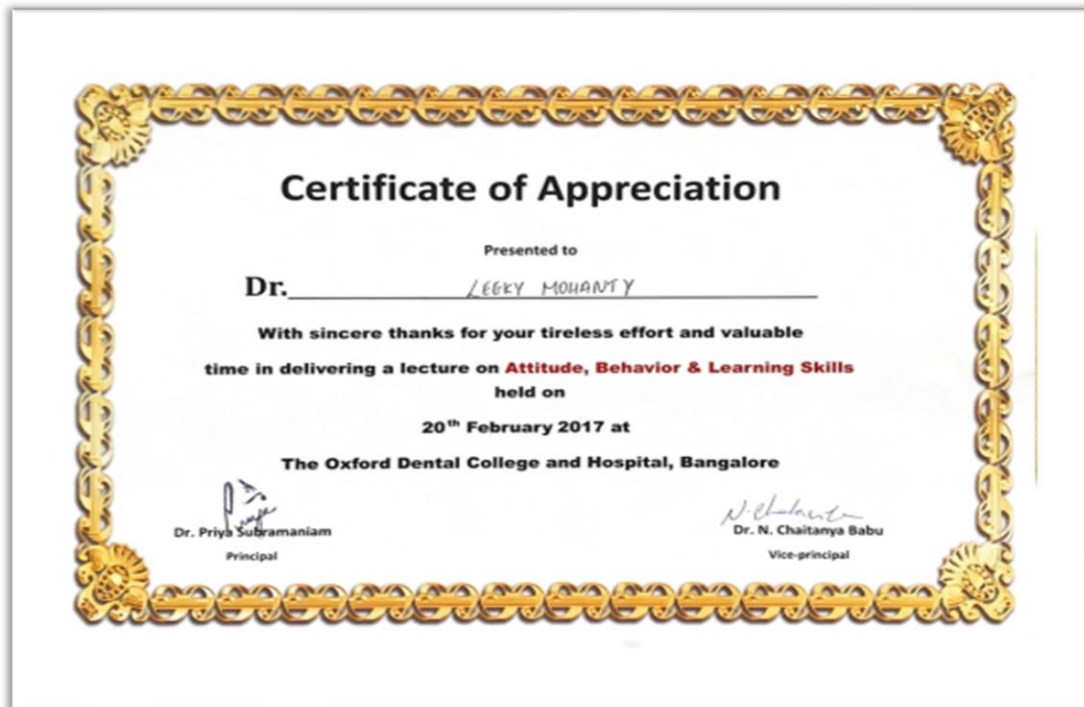 Certificate of Appreciation
Presented to
Dr. LEEKY MOHANTY
With sincere thanks for your tireless effort and valuable
time in delivering a lecture on Attitude, Behavior & Learning Skills
held on
20th February 2017 at
The Oxford Dental College and Hospital, Bangalore
Dr. Priya Subramaniam
Principal
N. Chaitanya
Dr. N. Chaitanya Babu
Vice-principal